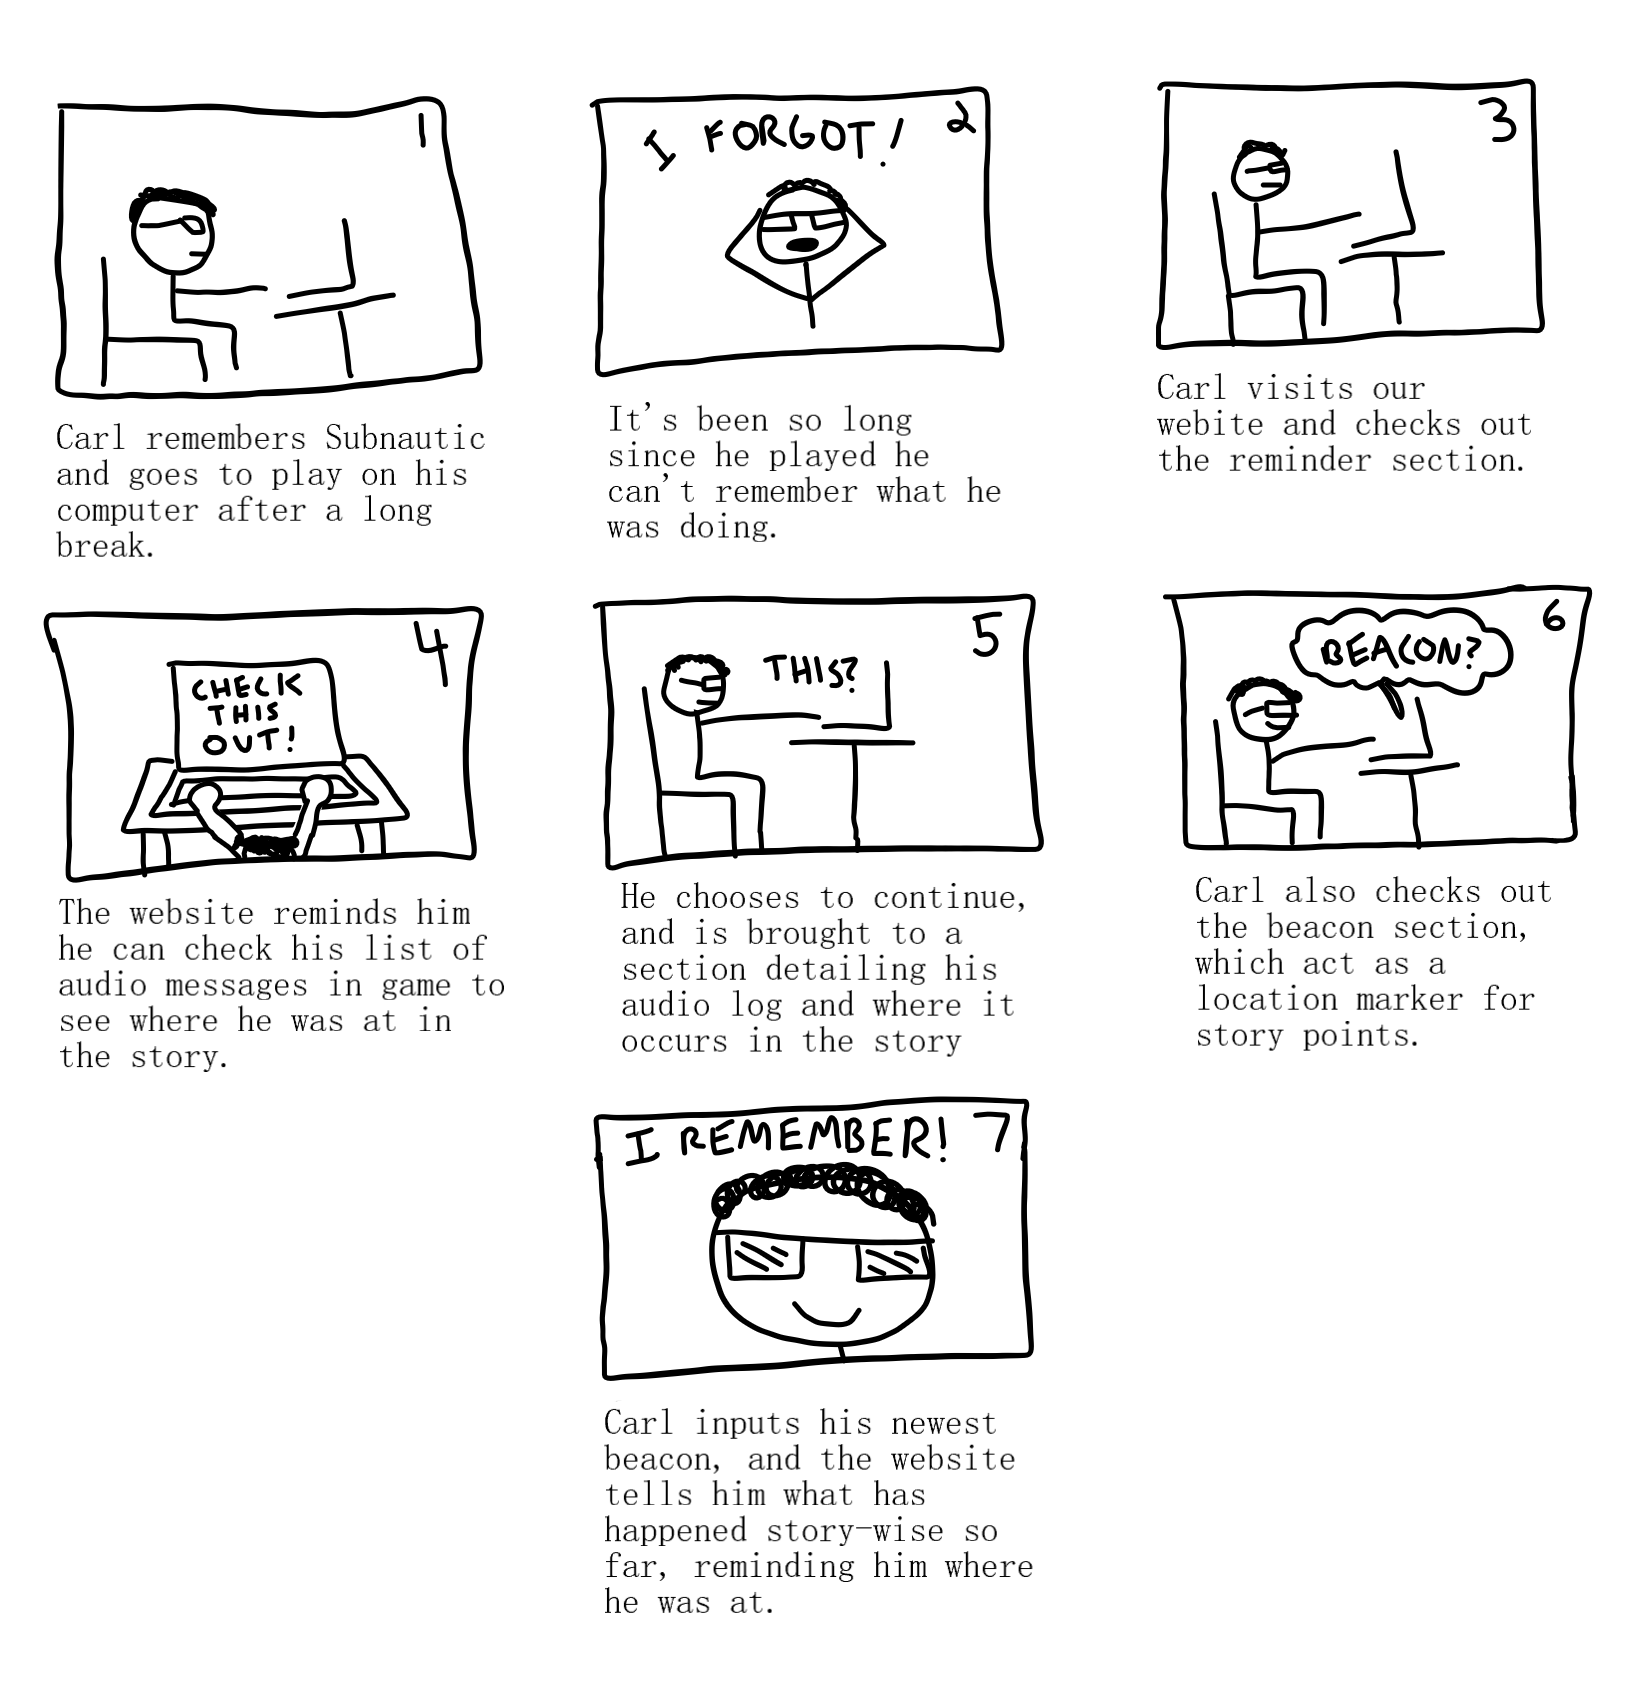 1
Carl remembers Subnautic
and goes to play on his
computer after a long
break.
I FORGOT!
2
It's been so long
since he played he
can't remember what he
was doing.
3
Carl visits our
webite and checks out
the reminder section.
4
CHECK
THIS
OUT!
The website reminds him
he can check his list of
audio messages in game to
see where he was at in
the story.
5
THIS?
He chooses to continue,
and is brought to a
section detailing his
audio log and where it
occurs in the story
6
BEACON?
Carl also checks out
the beacon section,
which act as a
location marker for
story points.
I REMEMBER!
7
Carl inputs his newest
beacon, and the website
tells him what has
happened story-wise so
far, reminding him where
he was at.